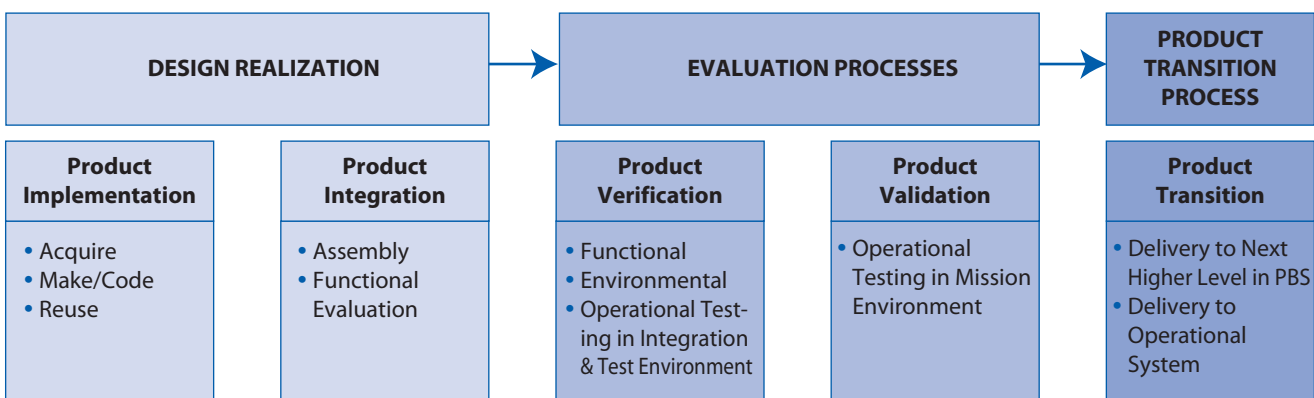 DESIGN REALIZATION
EVALUATION PROCESSES
PRODUCT
TRANSITION
PROCESS
Product
Implementation
• Acquire
• Make/Code
• Reuse
Product
Integration
• Assembly
• Functional
Evaluation
Product
Verification
• Functional
• Environmental
• Operational Test-
ing in Integration
& Test Environment
Product
Validation
• Operational
Testing in Mission
Environment
Product
Transition
• Delivery to Next
Higher Level in PBS
• Delivery to
Operational
System